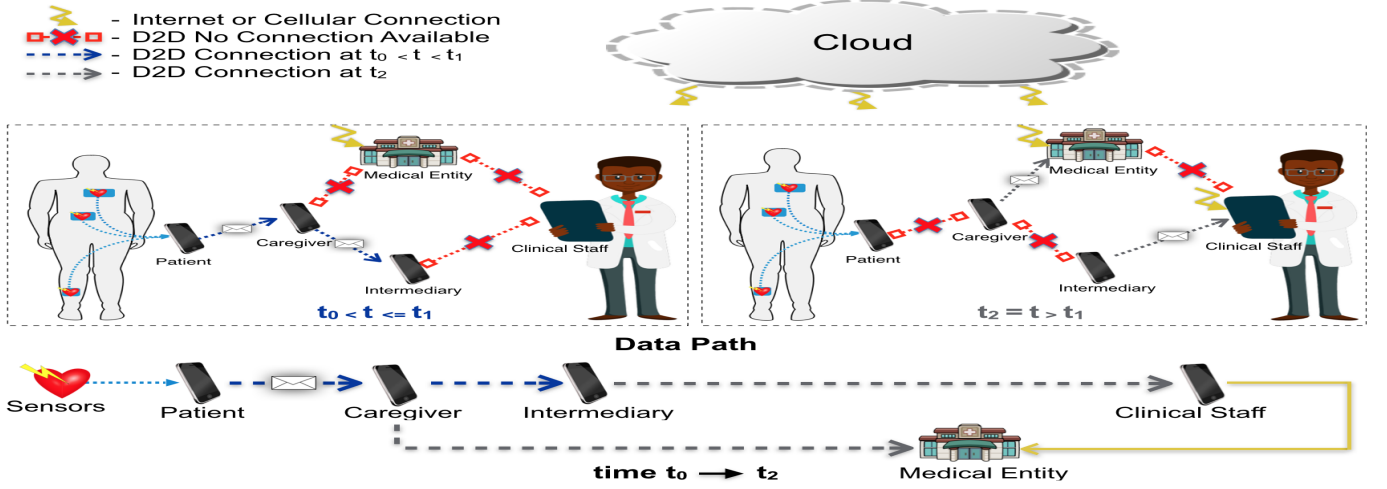 - Internet or Cellular Connection
- D2D No Connection Available
- D2D Connection at t₀ < t < t₁
- D2D Connection at t₂
Cloud
Medical Entity
Caregiver
Patient
Clinical Staff
Intermediary
t₀ < t <= t₁
Medical Entity
Caregiver
Patient
Clinical Staff
Intermediary
t₂ = t > t₁
Data Path
Sensors
Patient
Caregiver
Intermediary
Clinical Staff
Medical Entity
time t₀ → t₂